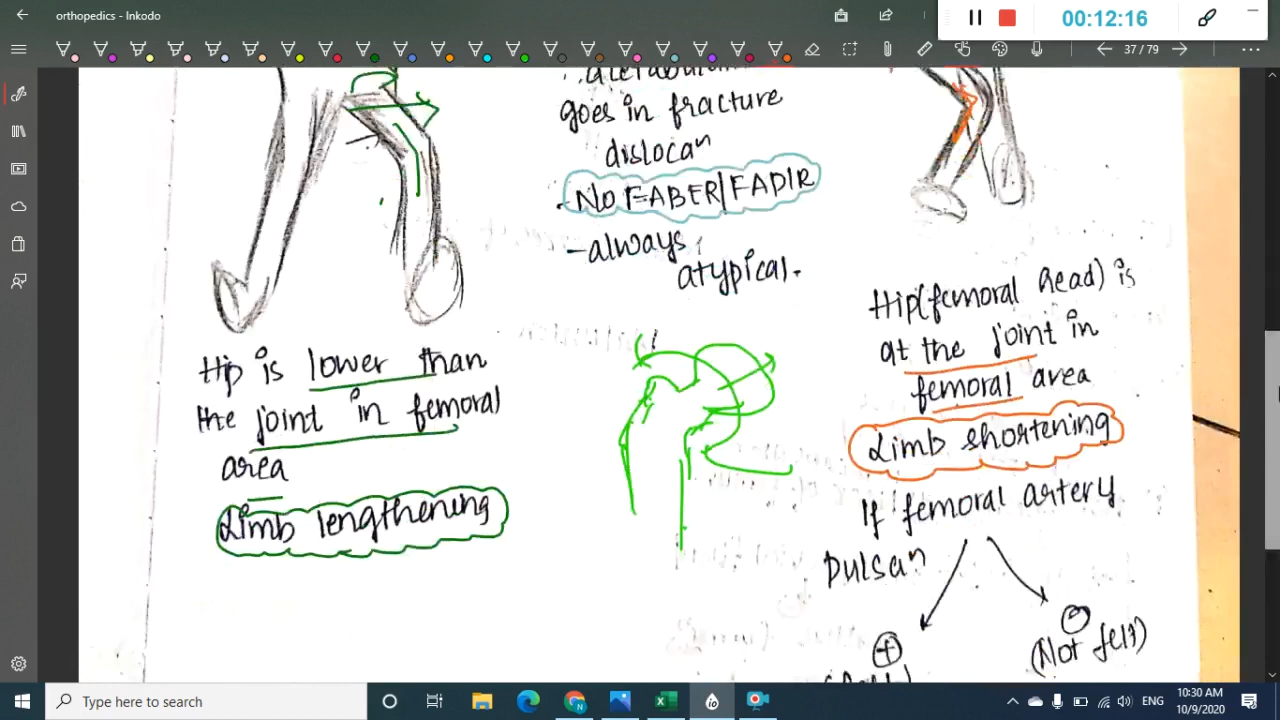 orthopedics - Inkodo
00:12:16
37 / 79
goes in fracture
dislocaⁿ
No FABER/FADIR
- always
atypical.
Hip is lower than
the joint in femoral
area
Limb lengthening
Hip (femoral head) is
at the joint in
femoral area
Limb shortening
If femoral artery
Pulsaⁿ
+
-
(Not felt)
Type here to search
ENG
10:30 AM
10/9/2020